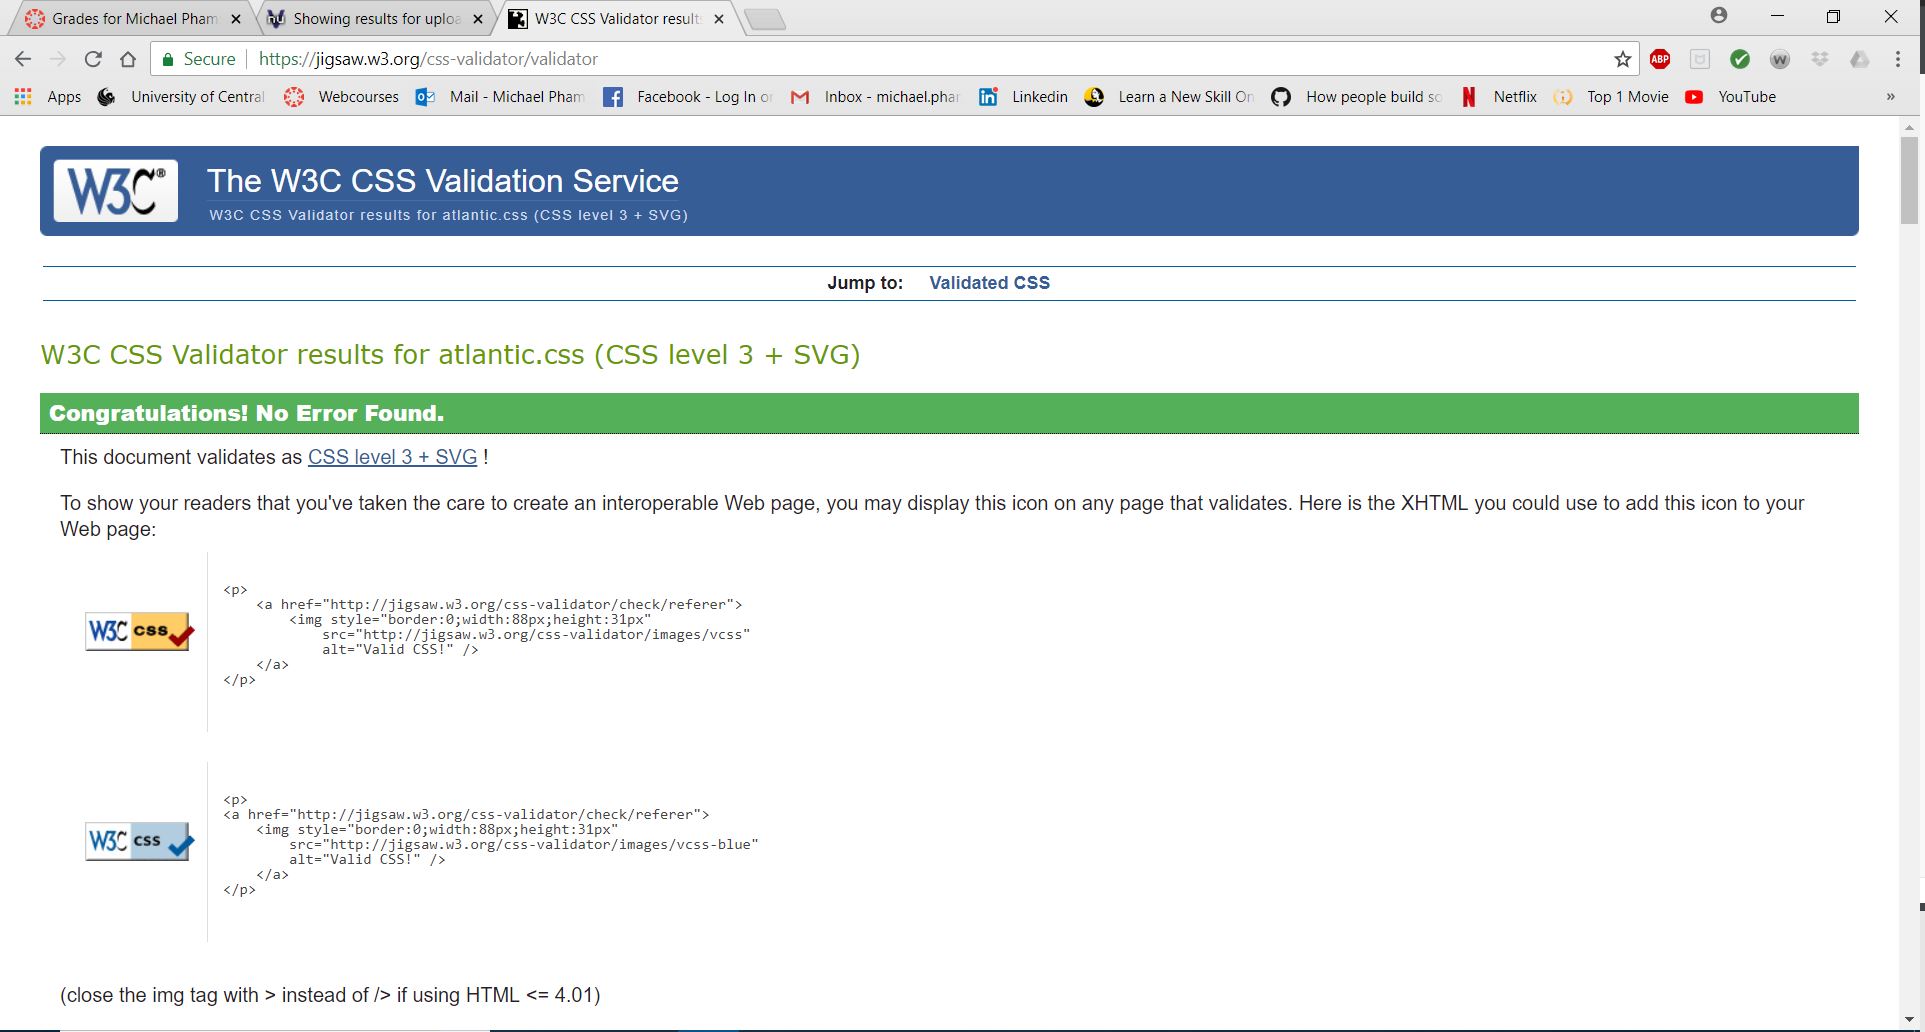 Grades for Michael Pham
Showing results for uploa
W3C CSS Validator results
Secure
https://jigsaw.w3.org/css-validator/validator
ABP
W
Apps
University of Central
Webcourses
Mail - Michael Pham
Facebook - Log In or
Inbox - michael.phar
Linkedin
Learn a New Skill On
How people build so
Netflix
Top 1 Movie
YouTube
»
W3C®
The W3C CSS Validation Service
W3C CSS Validator results for atlantic.css (CSS level 3 + SVG)
Jump to: Validated CSS
W3C CSS Validator results for atlantic.css (CSS level 3 + SVG)
Congratulations! No Error Found.
This document validates as CSS level 3 + SVG !
To show your readers that you've taken the care to create an interoperable Web page, you may display this icon on any page that validates. Here is the XHTML you could use to add this icon to your
Web page:
W3C css
<p>
<a href="http://jigsaw.w3.org/css-validator/check/referer">
<img style="border:0;width:88px;height:31px"
src="http://jigsaw.w3.org/css-validator/images/vcss"
alt="Valid CSS!" />
</a>
</p>
W3C css
<p>
<a href="http://jigsaw.w3.org/css-validator/check/referer">
<img style="border:0;width:88px;height:31px"
src="http://jigsaw.w3.org/css-validator/images/vcss-blue"
alt="Valid CSS!" />
</a>
</p>
(close the img tag with > instead of /> if using HTML <= 4.01)